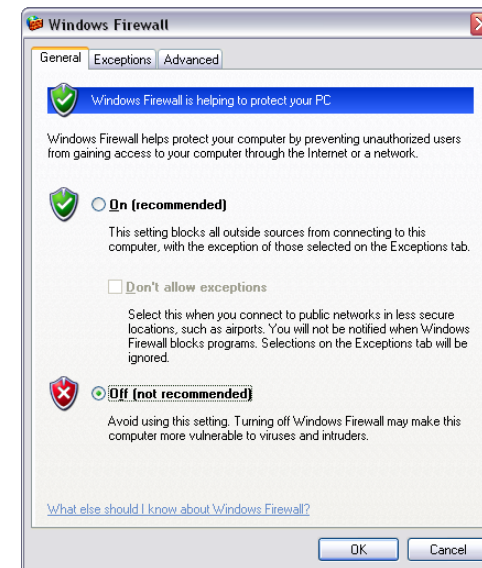 Windows Firewall
General Exceptions Advanced
Windows Firewall is helping to protect your PC
Windows Firewall helps protect your computer by preventing unauthorized users
from gaining access to your computer through the Internet or a network.
On (recommended)
This setting blocks all outside sources from connecting to this
computer, with the exception of those selected on the Exceptions tab.
Don't allow exceptions
Select this when you connect to public networks in less secure
locations, such as airports. You will not be notified when Windows
Firewall blocks programs. Selections on the Exceptions tab will be
ignored.
Off (not recommended)
Avoid using this setting. Turning off Windows Firewall may make this
computer more vulnerable to viruses and intruders.
What else should I know about Windows Firewall?
OK Cancel